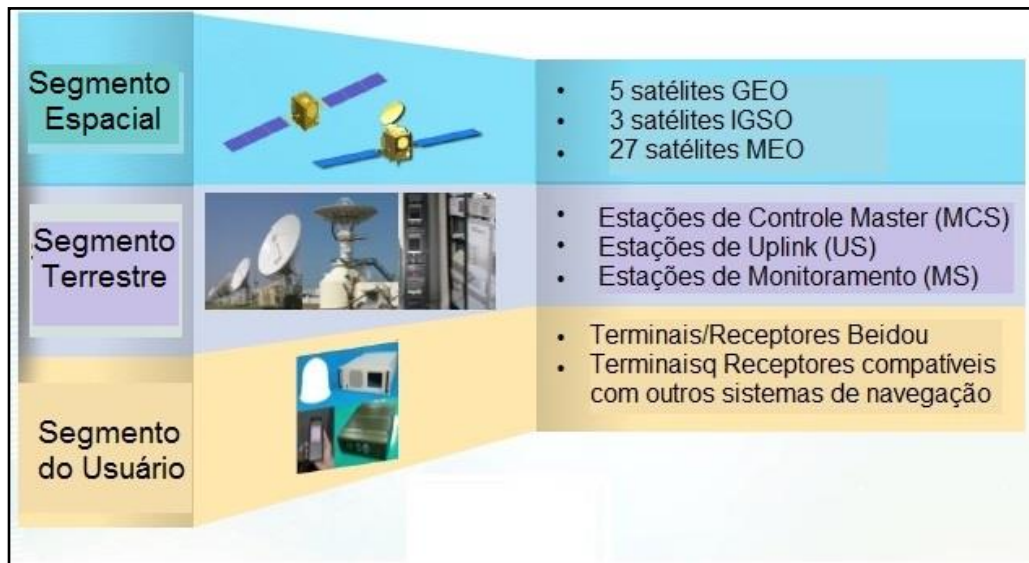 Segmento
Espacial
• 5 satélites GEO
• 3 satélites IGSO
• 27 satélites MEO
Segmento
Terrestre
• Estações de Controle Master (MCS)
• Estações de Uplink (US)
• Estações de Monitoramento (MS)
Segmento
do Usuário
• Terminais/Receptores Beidou
• Terminaisq Receptores compatíveis
com outros sistemas de navegação